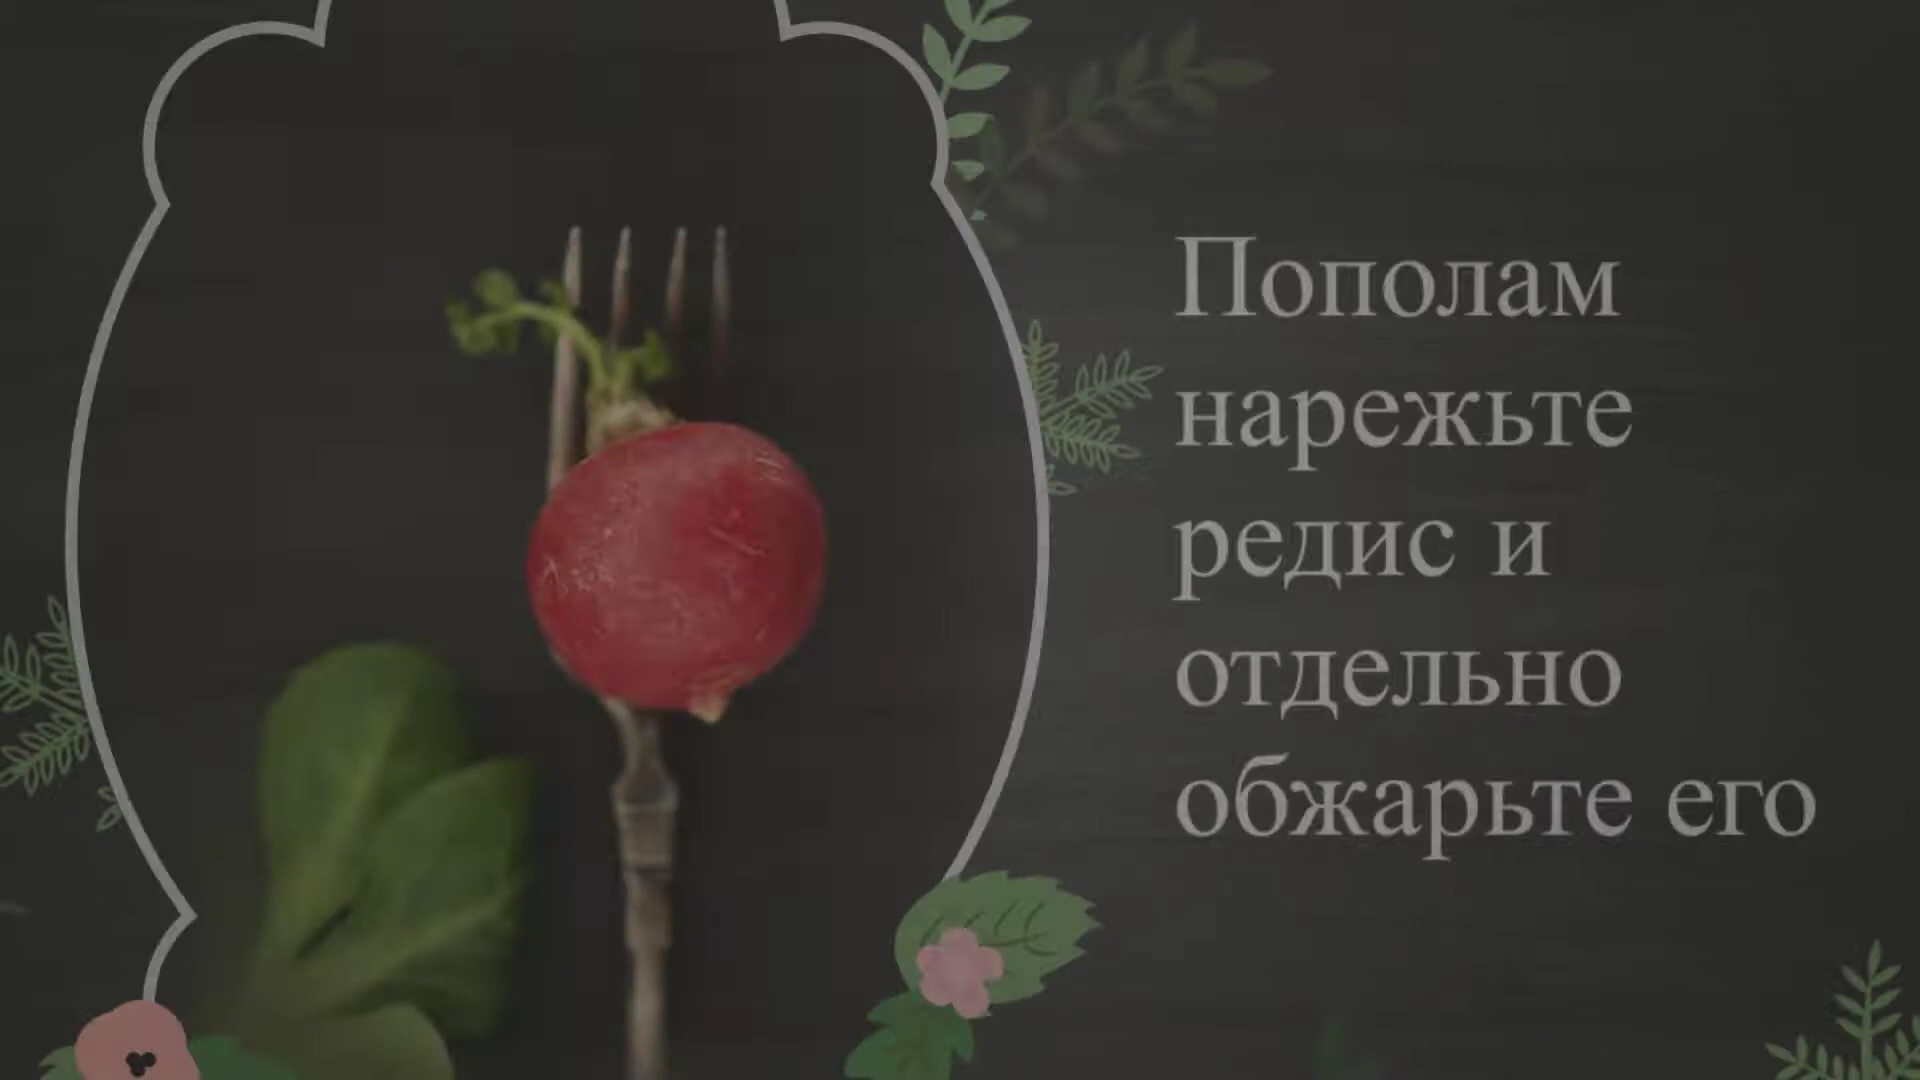 Пополам
нарежьте
редис и
отдельно
обжарьте его